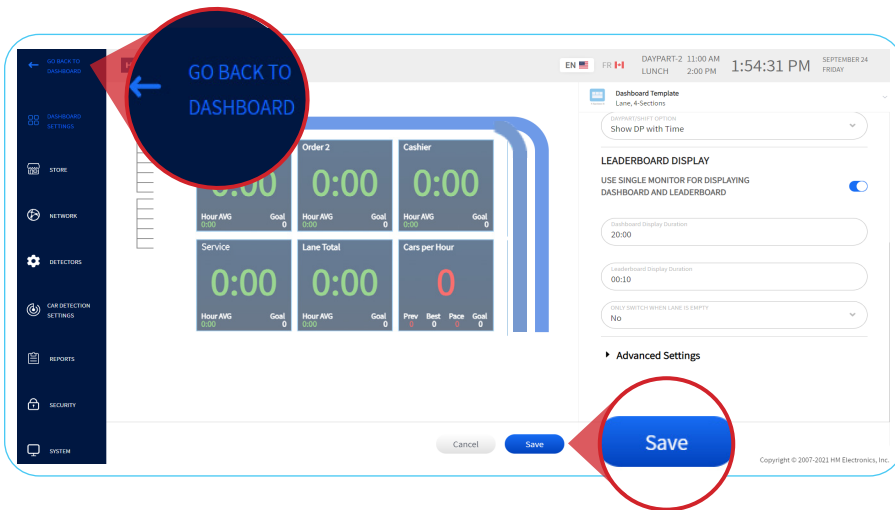 GO BACK TO
DASHBOARD
GO BACK TO
DASHBOARD
EN
FR
DAYPART-2 11:00 AM
LUNCH 2:00 PM
1:54:31 PM
SEPTEMBER 24
FRIDAY
DASHBOARD
SETTINGS
STORE
NETWORK
DETECTORS
CAR DETECTION
SETTINGS
REPORTS
SECURITY
SYSTEM
0:00
Hour AVG Goal
0:00 0
Order 2
0:00
Hour AVG Goal
0:00 0
Cashier
0:00
Hour AVG Goal
0:00 0
Service
0:00
Hour AVG Goal
0:00 0
Lane Total
0:00
Hour AVG Goal
0:00 0
Cars per Hour
0
Prev Best Pace Goal
0 0 0 0
Dashboard Template
Lane, 4-Sections
DAYPART/SHIFT OPTION
Show DP with Time
LEADERBOARD DISPLAY
USE SINGLE MONITOR FOR DISPLAYING
DASHBOARD AND LEADERBOARD
Dashboard Display Duration
20:00
Leaderboard Display Duration
00:10
ONLY SWITCH WHEN LANE IS EMPTY
No
Advanced Settings
Cancel
Save
Save
Copyright © 2007-2021 HM Electronics, Inc.